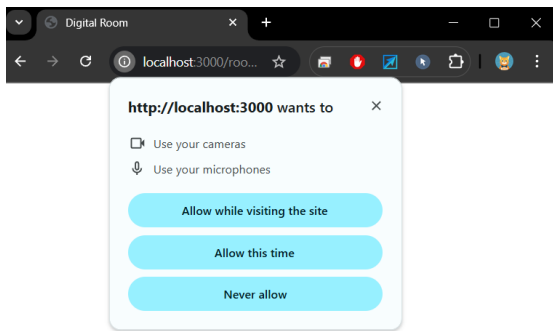 Digital Room
localhost:3000/roo...
http://localhost:3000 wants to
Use your cameras
Use your microphones
Allow while visiting the site
Allow this time
Never allow